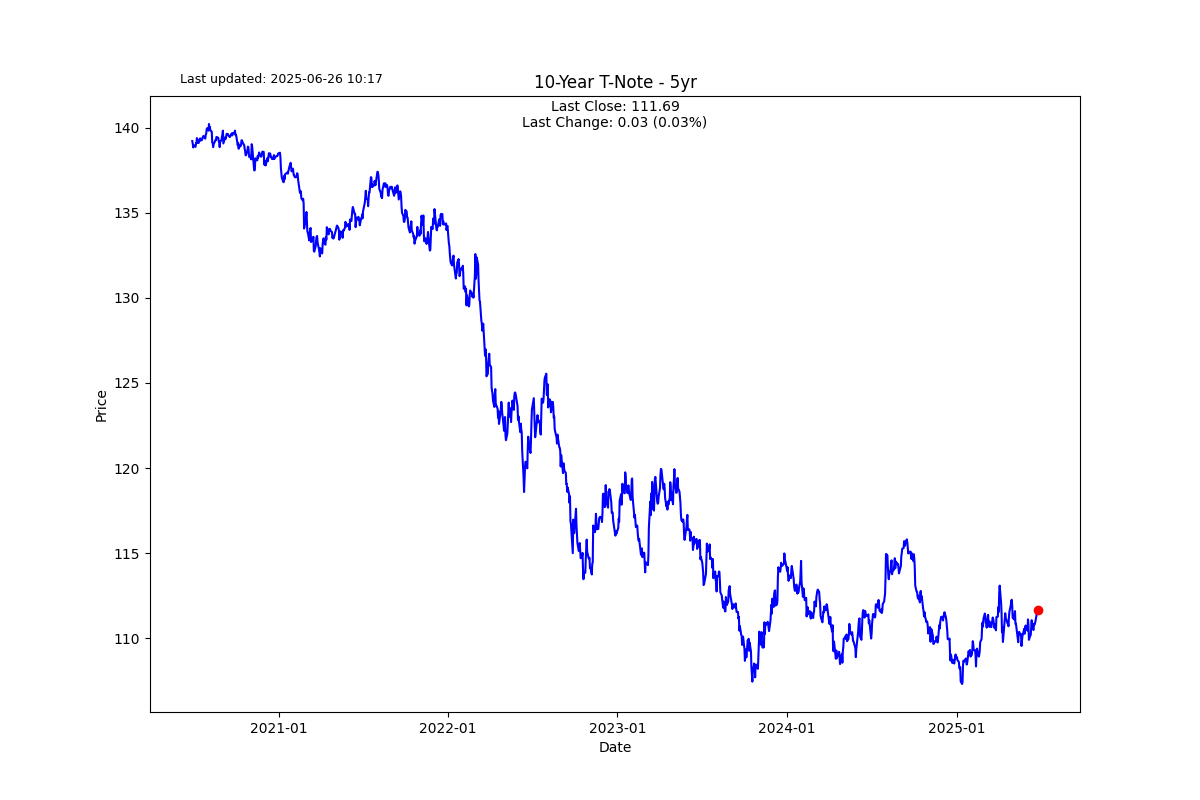 Last updated: 2025-06-26 10:17
10-Year T-Note - 5yr
Last Close: 111.69
Last Change: 0.03 (0.03%)
Price
140
135
130
125
120
115
110
2021-01
2022-01
2023-01
2024-01
2025-01
Date